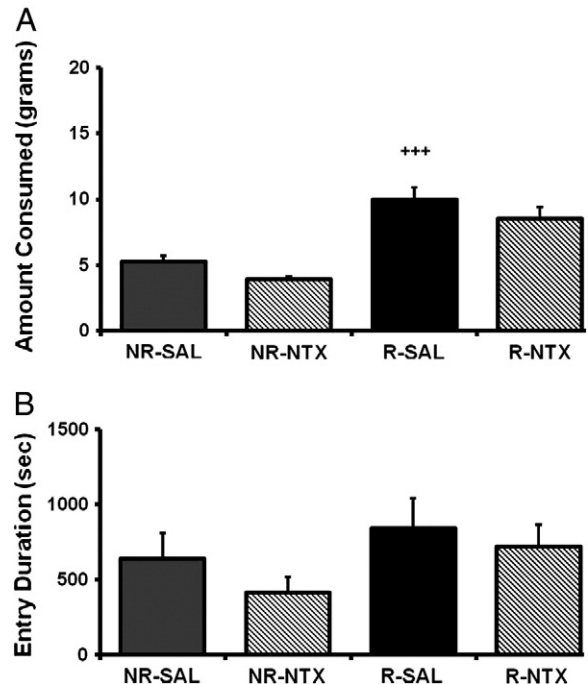 A
Amount Consumed (grams)
20
15
10
5
0
+++
NR-SAL NR-NTX R-SAL R-NTX
B
Entry Duration (sec)
1500
1000
500
0
NR-SAL NR-NTX R-SAL R-NTX